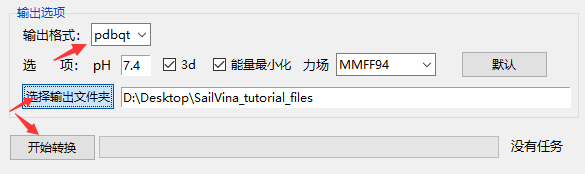 输出选项
输出格式: pdbqt
选 项: pH 7.4 3d 能量最小化 力场 MMFF94 默认
选择输出文件夹 D:\Desktop\SailVina_tutorial_files
开始转换 没有任务